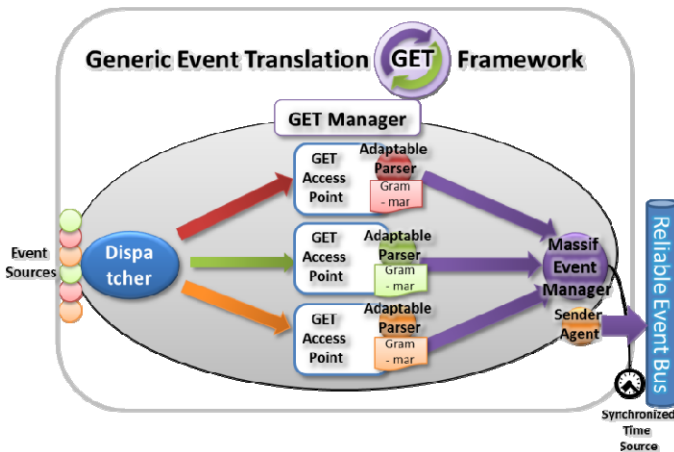 Generic Event Translation GET Framework
GET Manager
GET
Access
Point
Adaptable
Parser
Gram
- mar
Event
Sources
Dispa
tcher
GET
Access
Point
Adaptable
Parser
Gram
- mar
Massif
Event
Manager
GET
Access
Point
Adaptable
Parser
Gram
- mar
Sender
Agent
Reliable Event Bus
Synchronized
Time
Source